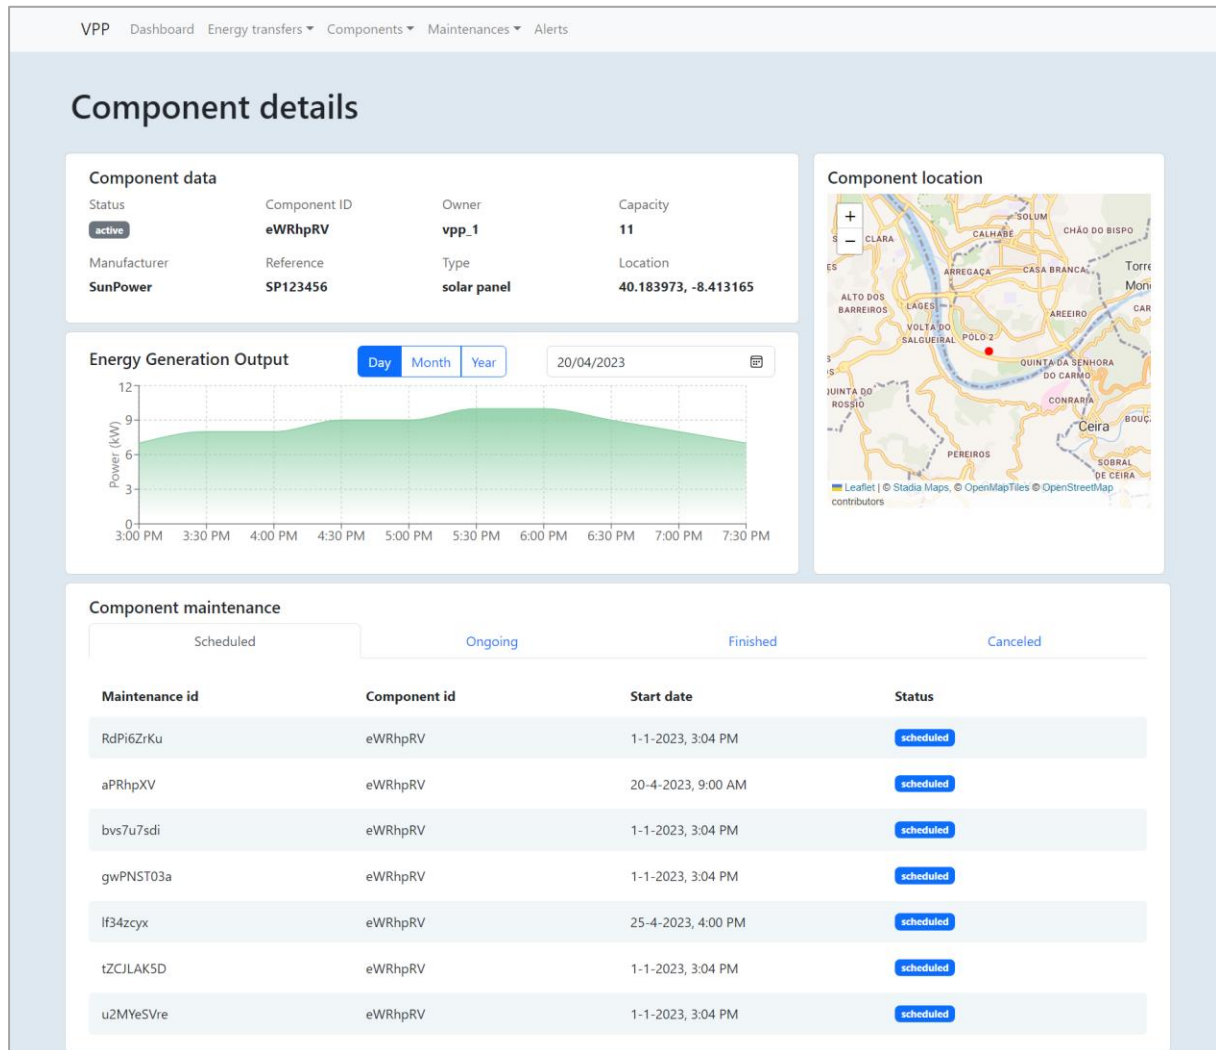 VPP Dashboard Energy transfers Components Maintenances Alerts
Component details
Component data
Status Component ID Owner Capacity
active eWRhpRV vpp_1 11
Manufacturer Reference Type Location
SunPower SP123456 solar panel 40.183973, -8.413165
Energy Generation Output Day Month Year 20/04/2023
12
9
6
3
0
Power (kW)
3:00 PM 3:30 PM 4:00 PM 4:30 PM 5:00 PM 5:30 PM 6:00 PM 6:30 PM 7:00 PM 7:30 PM
Component location
+
−
SOLUM
CALHABÉ
CHÃO DO BISPO
CLARA
ARREGAÇA
CASA BRANCA
Torre
ALTO DOS
BARREIROS
LAGES
AREEIRO
CAR
VOLTA DO
SALGUEIRAL
PÓLO 2
QUINTA DA SENHORA
DO CARMO
QUINTA DO
ROSSIO
CONRARIA
Ceira
PEREIROS
SOBRAL
DE CEIRA
Leaflet | © Stadia Maps, © OpenMapTiles © OpenStreetMap
contributors
Component maintenance
Scheduled Ongoing Finished Canceled
Maintenance id Component id Start date Status
RdPi6ZrKu eWRhpRV 1-1-2023, 3:04 PM scheduled
aPRhpXV eWRhpRV 20-4-2023, 9:00 AM scheduled
bvs7u7sdi eWRhpRV 1-1-2023, 3:04 PM scheduled
gwPNST03a eWRhpRV 1-1-2023, 3:04 PM scheduled
lf34zcyx eWRhpRV 25-4-2023, 4:00 PM scheduled
tZCJLAK5D eWRhpRV 1-1-2023, 3:04 PM scheduled
u2MYeSVre eWRhpRV 1-1-2023, 3:04 PM scheduled